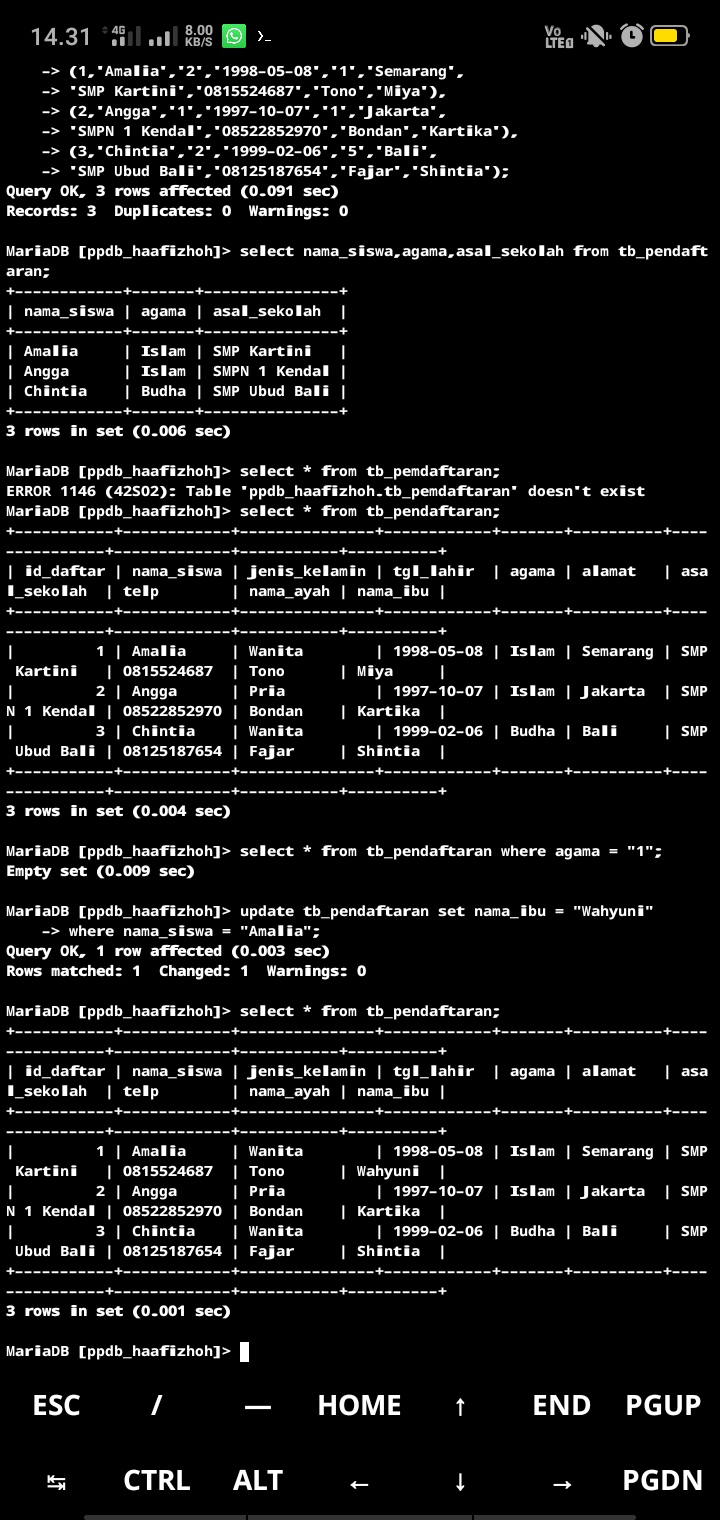 14.31 4G 8.00 KB/S >_ Vo LTE1
    -> (1,'Amalia','2','1998-05-08','1','Semarang',
    -> 'SMP Kartini','0815524687','Tono','Miya'),
    -> (2,'Angga','1','1997-10-07','1','Jakarta',
    -> 'SMPN 1 Kendal','08522852970','Bondan','Kartika'),
    -> (3,'Chintia','2','1999-02-06','5','Bali',
    -> 'SMP Ubud Bali','08125187654','Fajar','Shintia');
Query OK, 3 rows affected (0.091 sec)
Records: 3  Duplicates: 0  Warnings: 0

MariaDB [ppdb_haafizhoh]> select nama_siswa,agama,asal_sekolah from tb_pendaft
aran;
+------------+-------+---------------+
| nama_siswa | agama | asal_sekolah  |
+------------+-------+---------------+
| Amalia     | Islam | SMP Kartini   |
| Angga      | Islam | SMPN 1 Kendal |
| Chintia    | Budha | SMP Ubud Bali |
+------------+-------+---------------+
3 rows in set (0.006 sec)

MariaDB [ppdb_haafizhoh]> select * from tb_pemdaftaran;
ERROR 1146 (42S02): Table 'ppdb_haafizhoh.tb_pemdaftaran' doesn't exist
MariaDB [ppdb_haafizhoh]> select * from tb_pendaftaran;
+-----------+------------+---------------+------------+-------+----------+----
-----------+-------------+-----------+----------+
| id_daftar | nama_siswa | jenis_kelamin | tgl_lahir  | agama | alamat   | asa
l_sekolah  | telp        | nama_ayah | nama_ibu |
+-----------+------------+---------------+------------+-------+----------+----
-----------+-------------+-----------+----------+
|         1 | Amalia     | Wanita        | 1998-05-08 | Islam | Semarang | SMP
 Kartini   | 0815524687  | Tono      | Miya     |
|         2 | Angga      | Pria          | 1997-10-07 | Islam | Jakarta  | SMP
N 1 Kendal | 08522852970 | Bondan    | Kartika  |
|         3 | Chintia    | Wanita        | 1999-02-06 | Budha | Bali     | SMP
 Ubud Bali | 08125187654 | Fajar     | Shintia  |
+-----------+------------+---------------+------------+-------+----------+----
-----------+-------------+-----------+----------+
3 rows in set (0.004 sec)

MariaDB [ppdb_haafizhoh]> select * from tb_pendaftaran where agama = "1";
Empty set (0.009 sec)

MariaDB [ppdb_haafizhoh]> update tb_pendaftaran set nama_ibu = "Wahyuni"
    -> where nama_siswa = "Amalia";
Query OK, 1 row affected (0.003 sec)
Rows matched: 1  Changed: 1  Warnings: 0

MariaDB [ppdb_haafizhoh]> select * from tb_pendaftaran;
+-----------+------------+---------------+------------+-------+----------+----
-----------+-------------+-----------+----------+
| id_daftar | nama_siswa | jenis_kelamin | tgl_lahir  | agama | alamat   | asa
l_sekolah  | telp        | nama_ayah | nama_ibu |
+-----------+------------+---------------+------------+-------+----------+----
-----------+-------------+-----------+----------+
|         1 | Amalia     | Wanita        | 1998-05-08 | Islam | Semarang | SMP
 Kartini   | 0815524687  | Tono      | Wahyuni  |
|         2 | Angga      | Pria          | 1997-10-07 | Islam | Jakarta  | SMP
N 1 Kendal | 08522852970 | Bondan    | Kartika  |
|         3 | Chintia    | Wanita        | 1999-02-06 | Budha | Bali     | SMP
 Ubud Bali | 08125187654 | Fajar     | Shintia  |
+-----------+------------+---------------+------------+-------+----------+----
-----------+-------------+-----------+----------+
3 rows in set (0.001 sec)

MariaDB [ppdb_haafizhoh]>
ESC / — HOME ↑ END PGUP
↹ CTRL ALT ← ↓ → PGDN